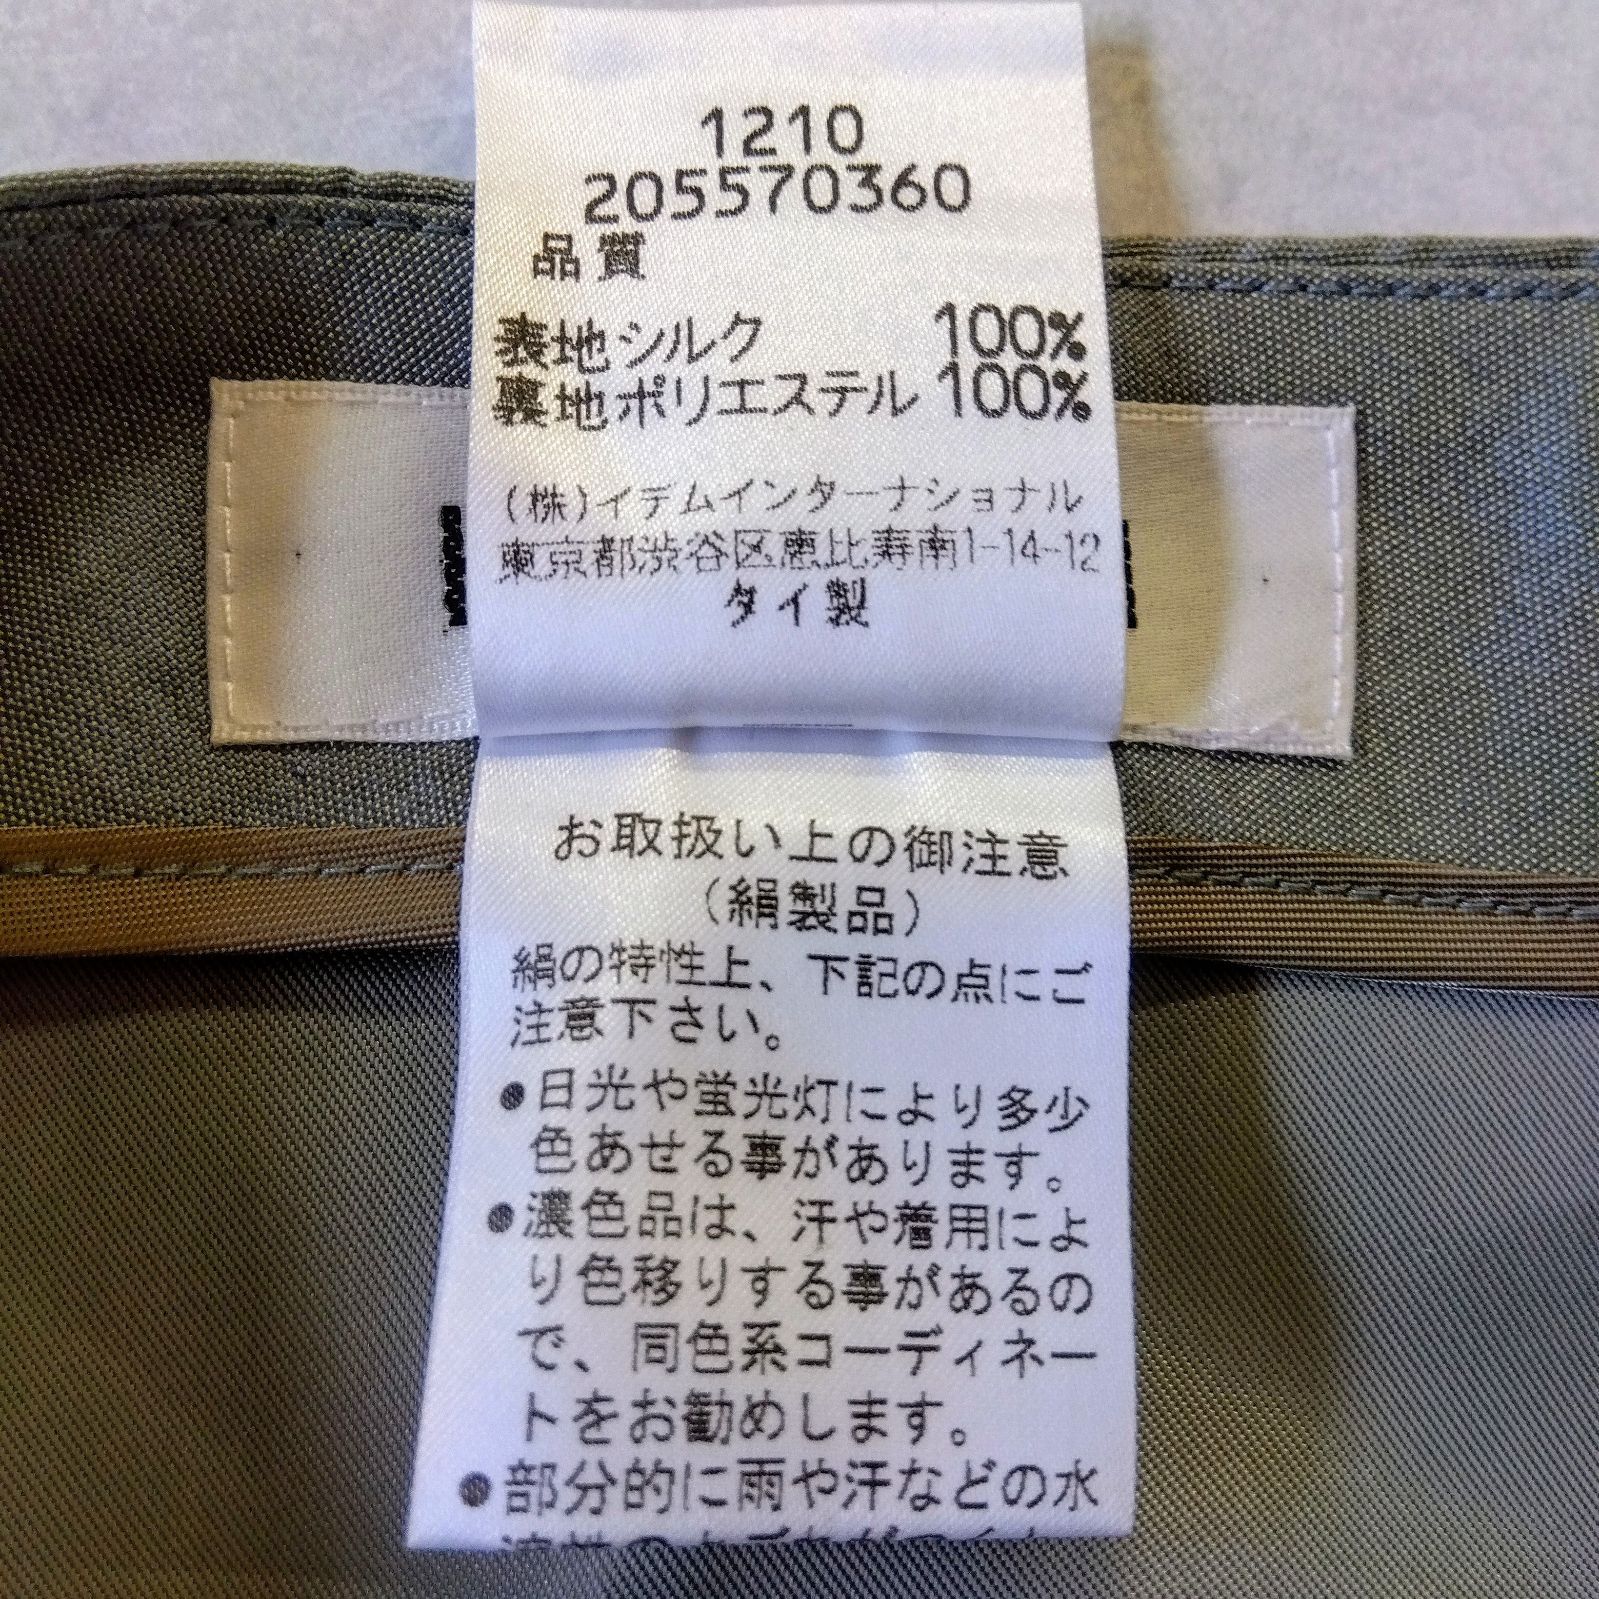 1210
205570360
品質
表地シルク 100%
裏地ポリエステル 100%
(株)イデムインターナショナル
東京都渋谷区恵比寿南1-14-12
タイ製
お取扱い上の御注意
(絹製品)
絹の特性上、下記の点にご
注意下さい。
●日光や蛍光灯により多少
色あせる事があります。
●濃色品は、汗や着用によ
り色移りする事があるの
で、同色系コーディネー
トをお勧めします。
●部分的に雨や汗などの水